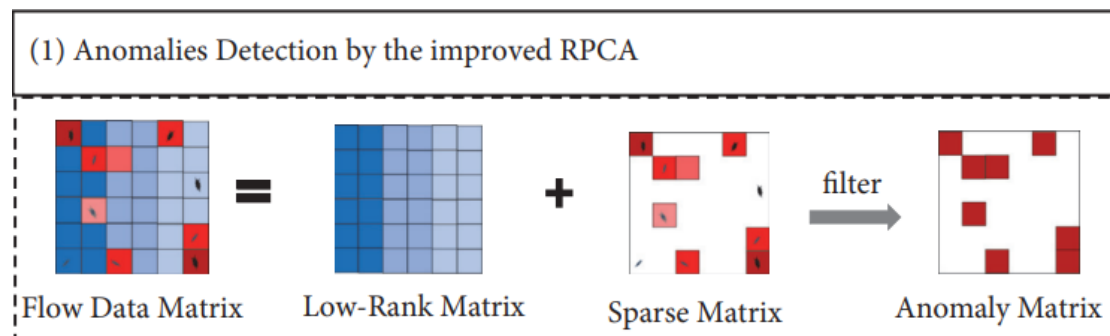 (1) Anomalies Detection by the improved RPCA
=
+
filter
Flow Data Matrix
Low-Rank Matrix
Sparse Matrix
Anomaly Matrix